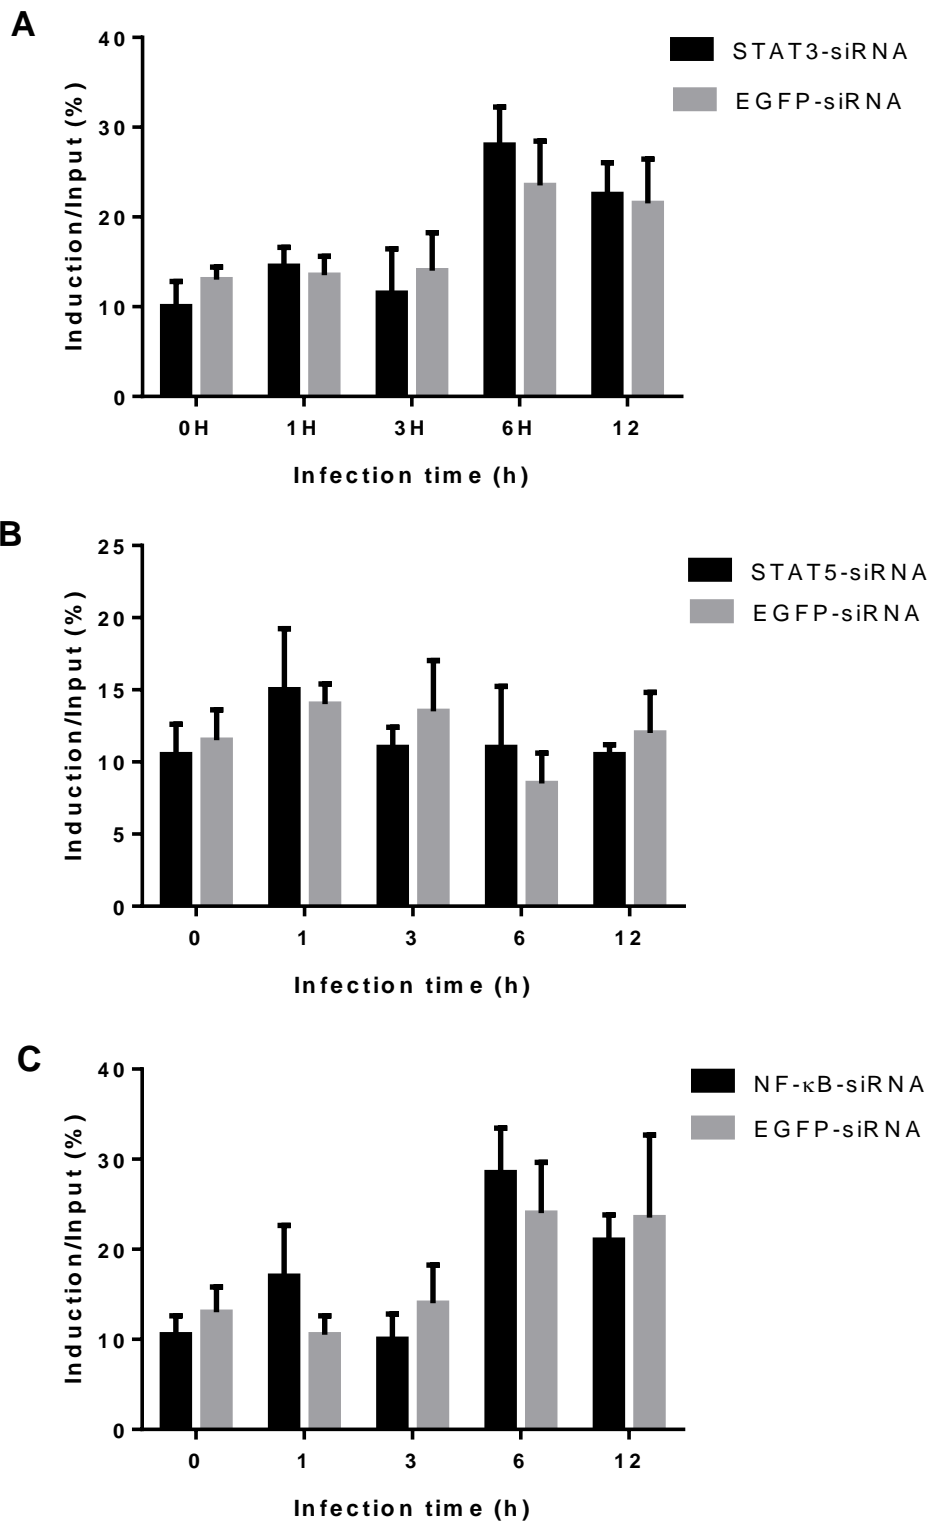 A
40
30
20
10
0
Induction/Input (%)
0H 1H 3H 6H 12
Infection time (h)
STAT3-siRNA
EGFP-siRNA
B
25
20
15
10
5
0
Induction/Input (%)
0 1 3 6 12
Infection time (h)
STAT5-siRNA
EGFP-siRNA
C
40
30
20
10
0
Induction/Input (%)
0 1 3 6 12
Infection time (h)
NF-κB-siRNA
EGFP-siRNA